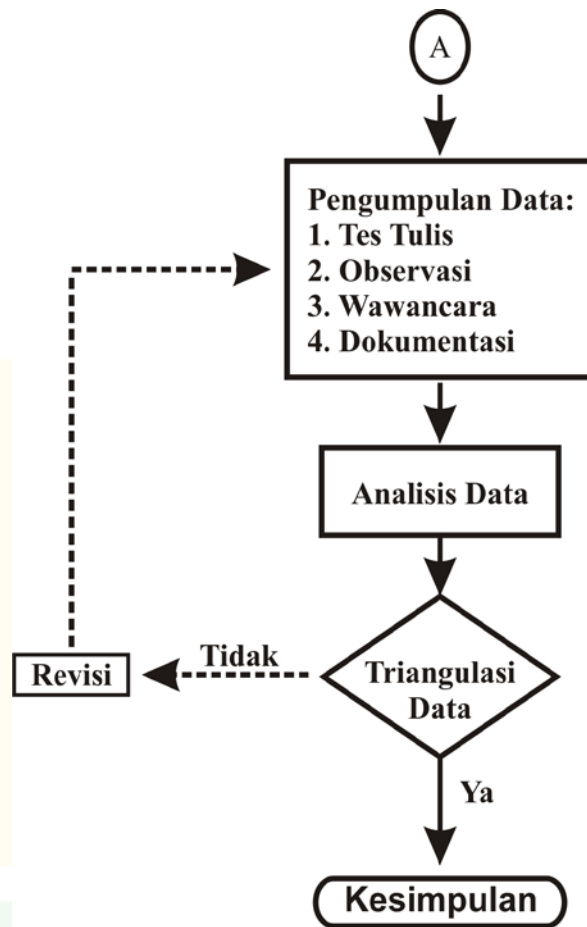 A
Pengumpulan Data:
1. Tes Tulis
2. Observasi
3. Wawancara
4. Dokumentasi
Analisis Data
Triangulasi
Data
Tidak
Revisi
Ya
Kesimpulan